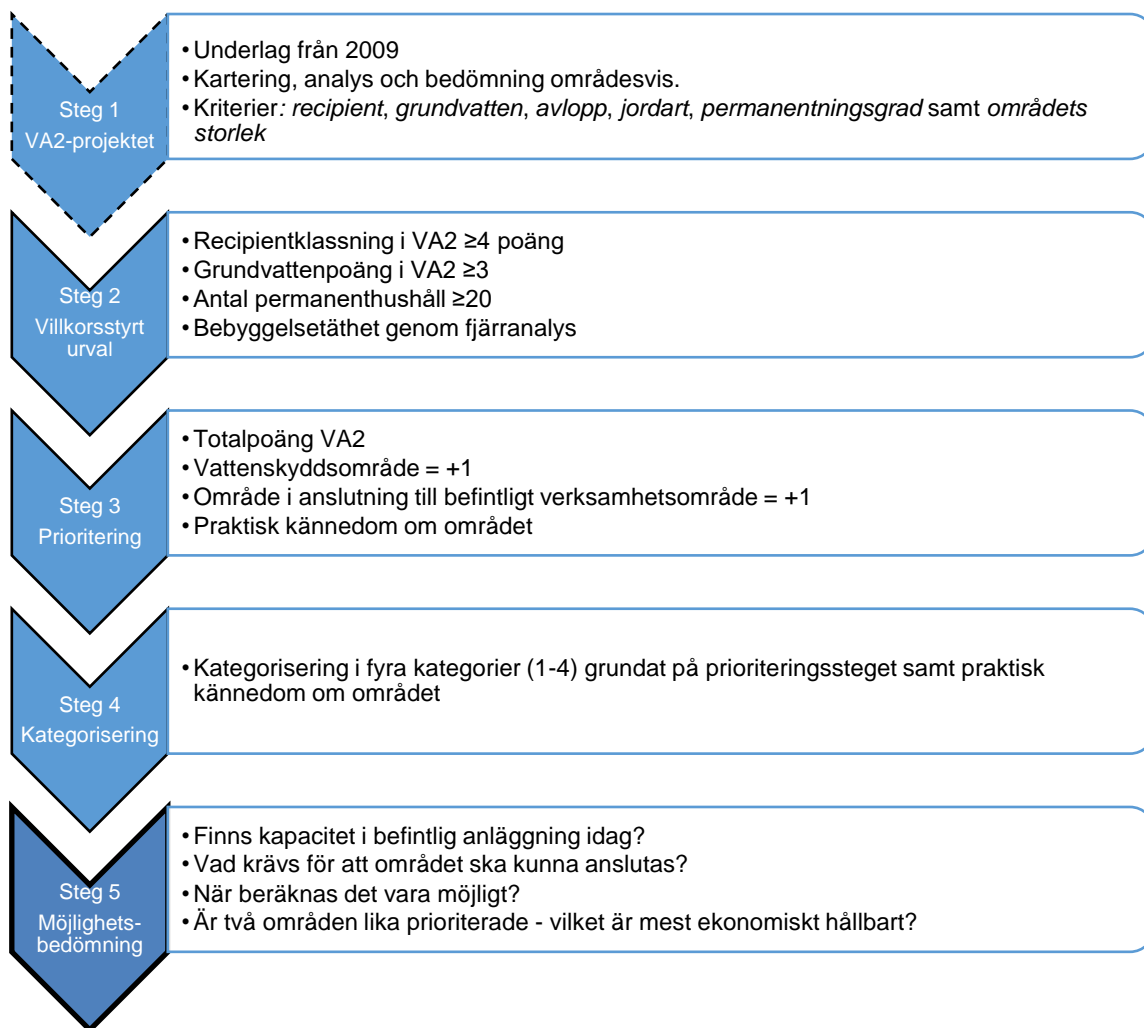 Steg 1
VA2-projektet
•Underlag från 2009
•Kartering, analys och bedömning områdesvis.
•Kriterier: recipient, grundvatten, avlopp, jordart, permanentningsgrad samt områdets
storlek
Steg 2
Villkorsstyrt
urval
•Recipientklassning i VA2 ≥4 poäng
•Grundvattenpoäng i VA2 ≥3
•Antal permanenthushåll ≥20
•Bebyggelsetäthet genom fjärranalys
Steg 3
Prioritering
•Totalpoäng VA2
•Vattenskyddsområde = +1
•Område i anslutning till befintligt verksamhetsområde = +1
•Praktisk kännedom om området
Steg 4
Kategorisering
•Kategorisering i fyra kategorier (1-4) grundat på prioriteringssteget samt praktisk
kännedom om området
Steg 5
Möjlighets-
bedömning
•Finns kapacitet i befintlig anläggning idag?
•Vad krävs för att området ska kunna anslutas?
•När beräknas det vara möjligt?
•Är två områden lika prioriterade - vilket är mest ekonomiskt hållbart?